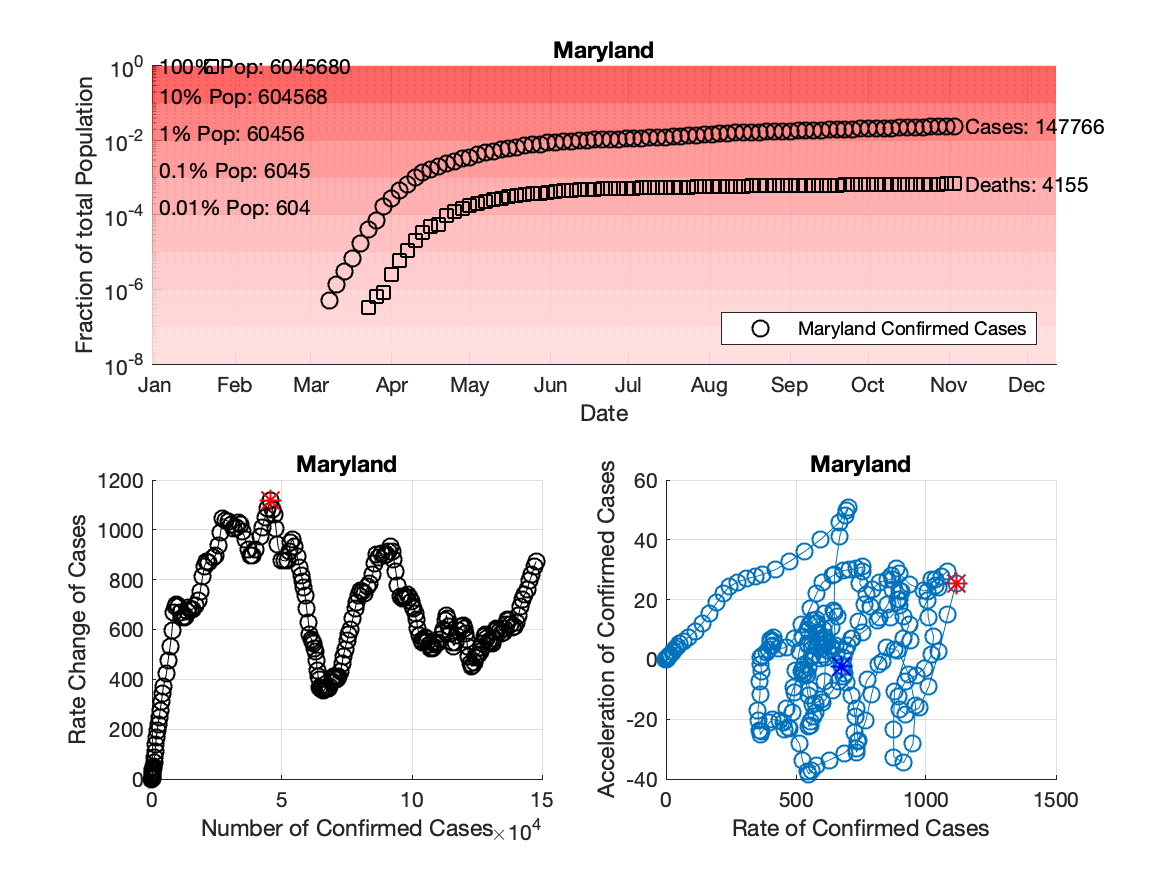 Maryland
10^0
10^-2
10^-4
10^-6
10^-8
Fraction of total Population
100% Pop: 6045680
10% Pop: 604568
1% Pop: 60456
0.1% Pop: 6045
0.01% Pop: 604
Cases: 147766
Deaths: 4155
Maryland Confirmed Cases
Jan Feb Mar Apr May Jun Jul Aug Sep Oct Nov Dec
Date
Maryland
1200
1000
800
600
400
200
0
Rate Change of Cases
0 5 10 15
Number of Confirmed Cases ×10^4
Maryland
60
40
20
0
-20
-40
Acceleration of Confirmed Cases
0 500 1000 1500
Rate of Confirmed Cases